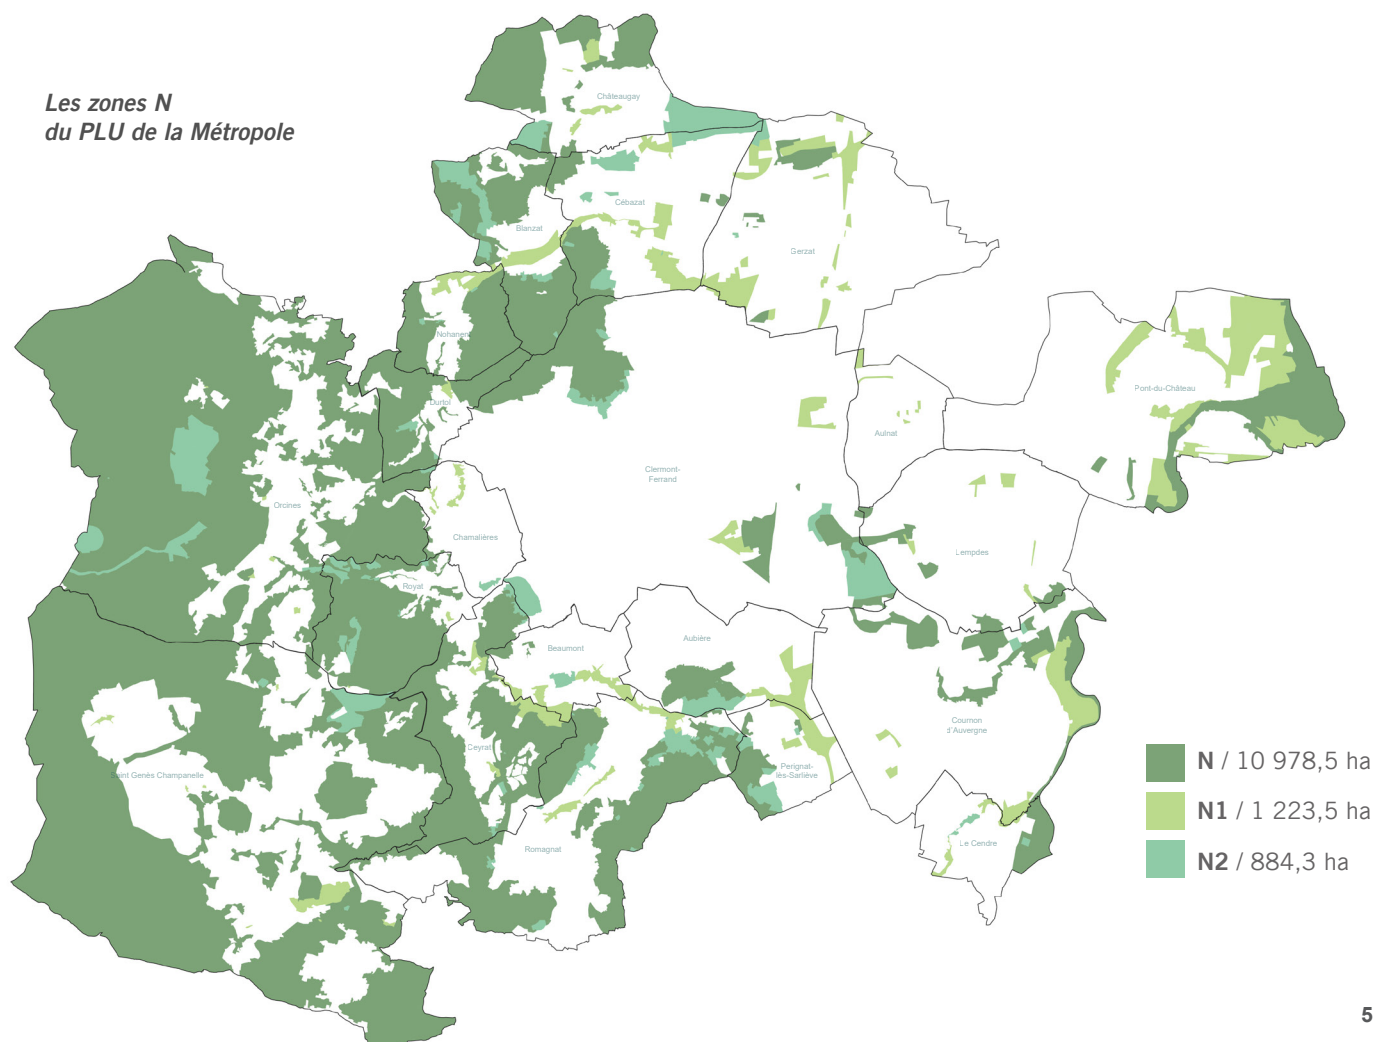 Les zones N
du PLU de la Métropole
Châteaugay
Cébazat
Blanzat
Gerzat
Nohanent
Pont-du-Château
Durtol
Aulnat
Clermont-
Ferrand
Orcines
Chamalières
Lempdes
Royat
Aubière
Beaumont
Cournon
d'Auvergne
Ceyrat
Saint Genès Champanelle
Perignat-
lès-Sarliève
Romagnat
Le Cendre
N / 10 978,5 ha
N1 / 1 223,5 ha
N2 / 884,3 ha
5